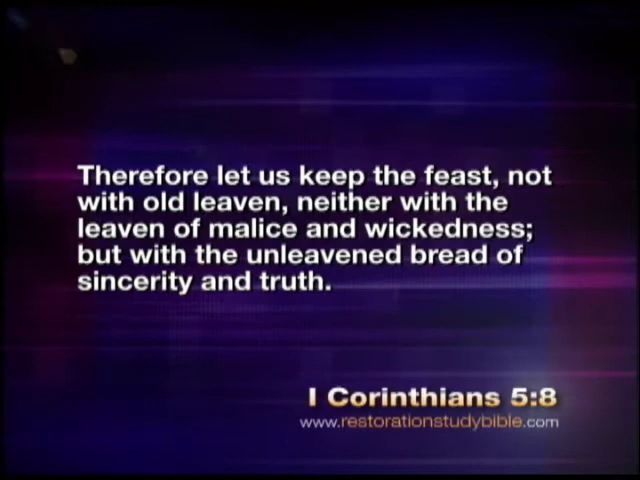 Therefore let us keep the feast, not
with old leaven, neither with the
leaven of malice and wickedness;
but with the unleavened bread of
sincerity and truth.
I Corinthians 5:8
www.restorationstudybible.com